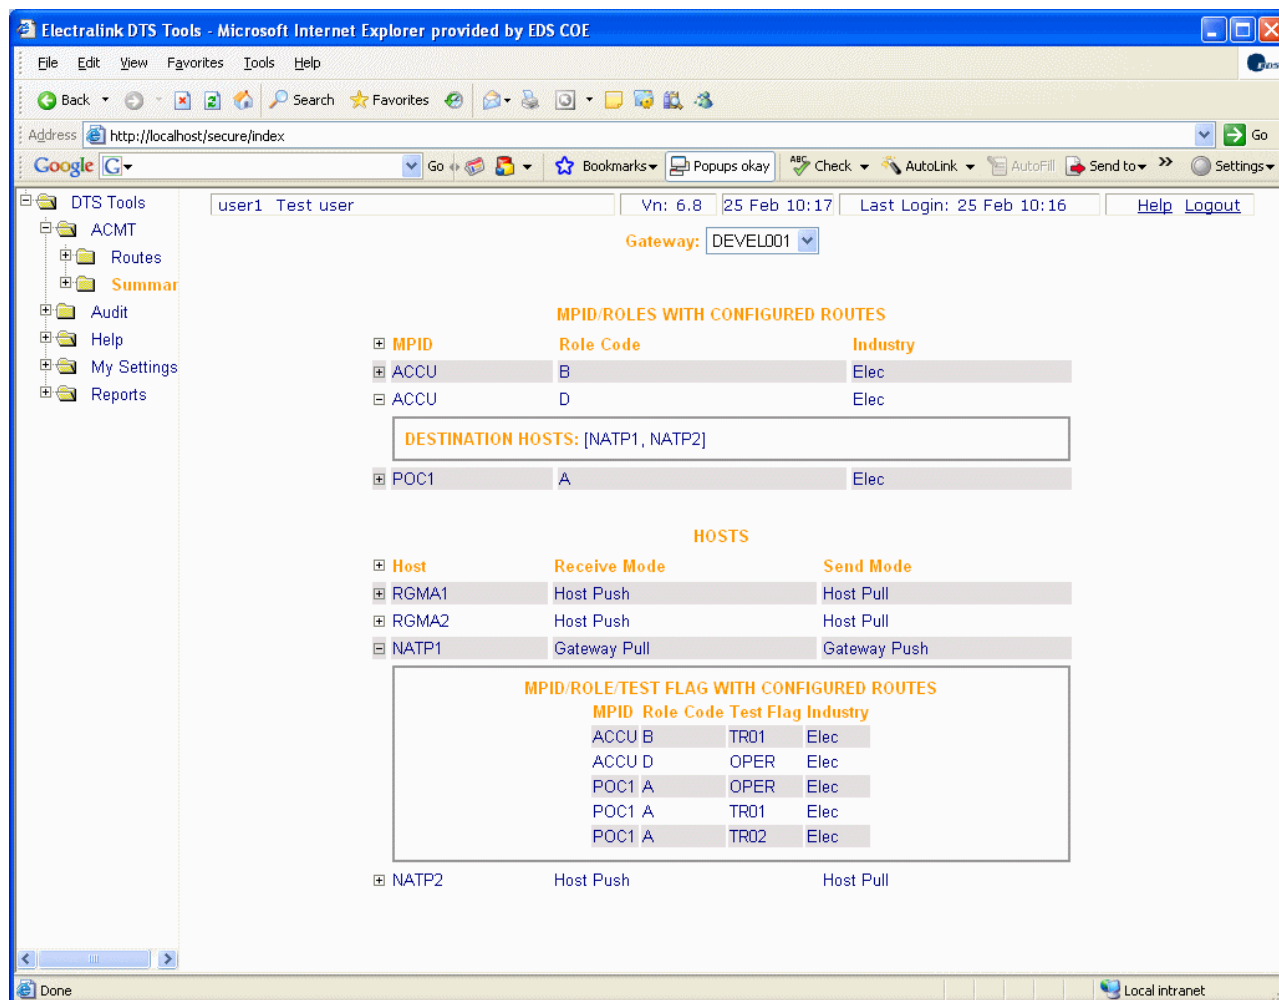 Electralink DTS Tools - Microsoft Internet Explorer provided by EDS COE
File Edit View Favorites Tools Help
Back Search Favorites
Address http://localhost/secure/index Go
Google G Go Bookmarks Popups okay ABC Check AutoLink AutoFill Send to >> Settings
DTS Tools
ACMT
Routes
Summar
Audit
Help
My Settings
Reports
user1 Test user Vn: 6.8 25 Feb 10:17 Last Login: 25 Feb 10:16 Help Logout
Gateway: DEVEL001
MPID/ROLES WITH CONFIGURED ROUTES
MPID Role Code Industry
ACCU B Elec
ACCU D Elec
DESTINATION HOSTS: [NATP1, NATP2]
POC1 A Elec
HOSTS
Host Receive Mode Send Mode
RGMA1 Host Push Host Pull
RGMA2 Host Push Host Pull
NATP1 Gateway Pull Gateway Push
MPID/ROLE/TEST FLAG WITH CONFIGURED ROUTES
MPID Role Code Test Flag Industry
ACCU B TR01 Elec
ACCU D OPER Elec
POC1 A OPER Elec
POC1 A TR01 Elec
POC1 A TR02 Elec
NATP2 Host Push Host Pull
Done Local intranet